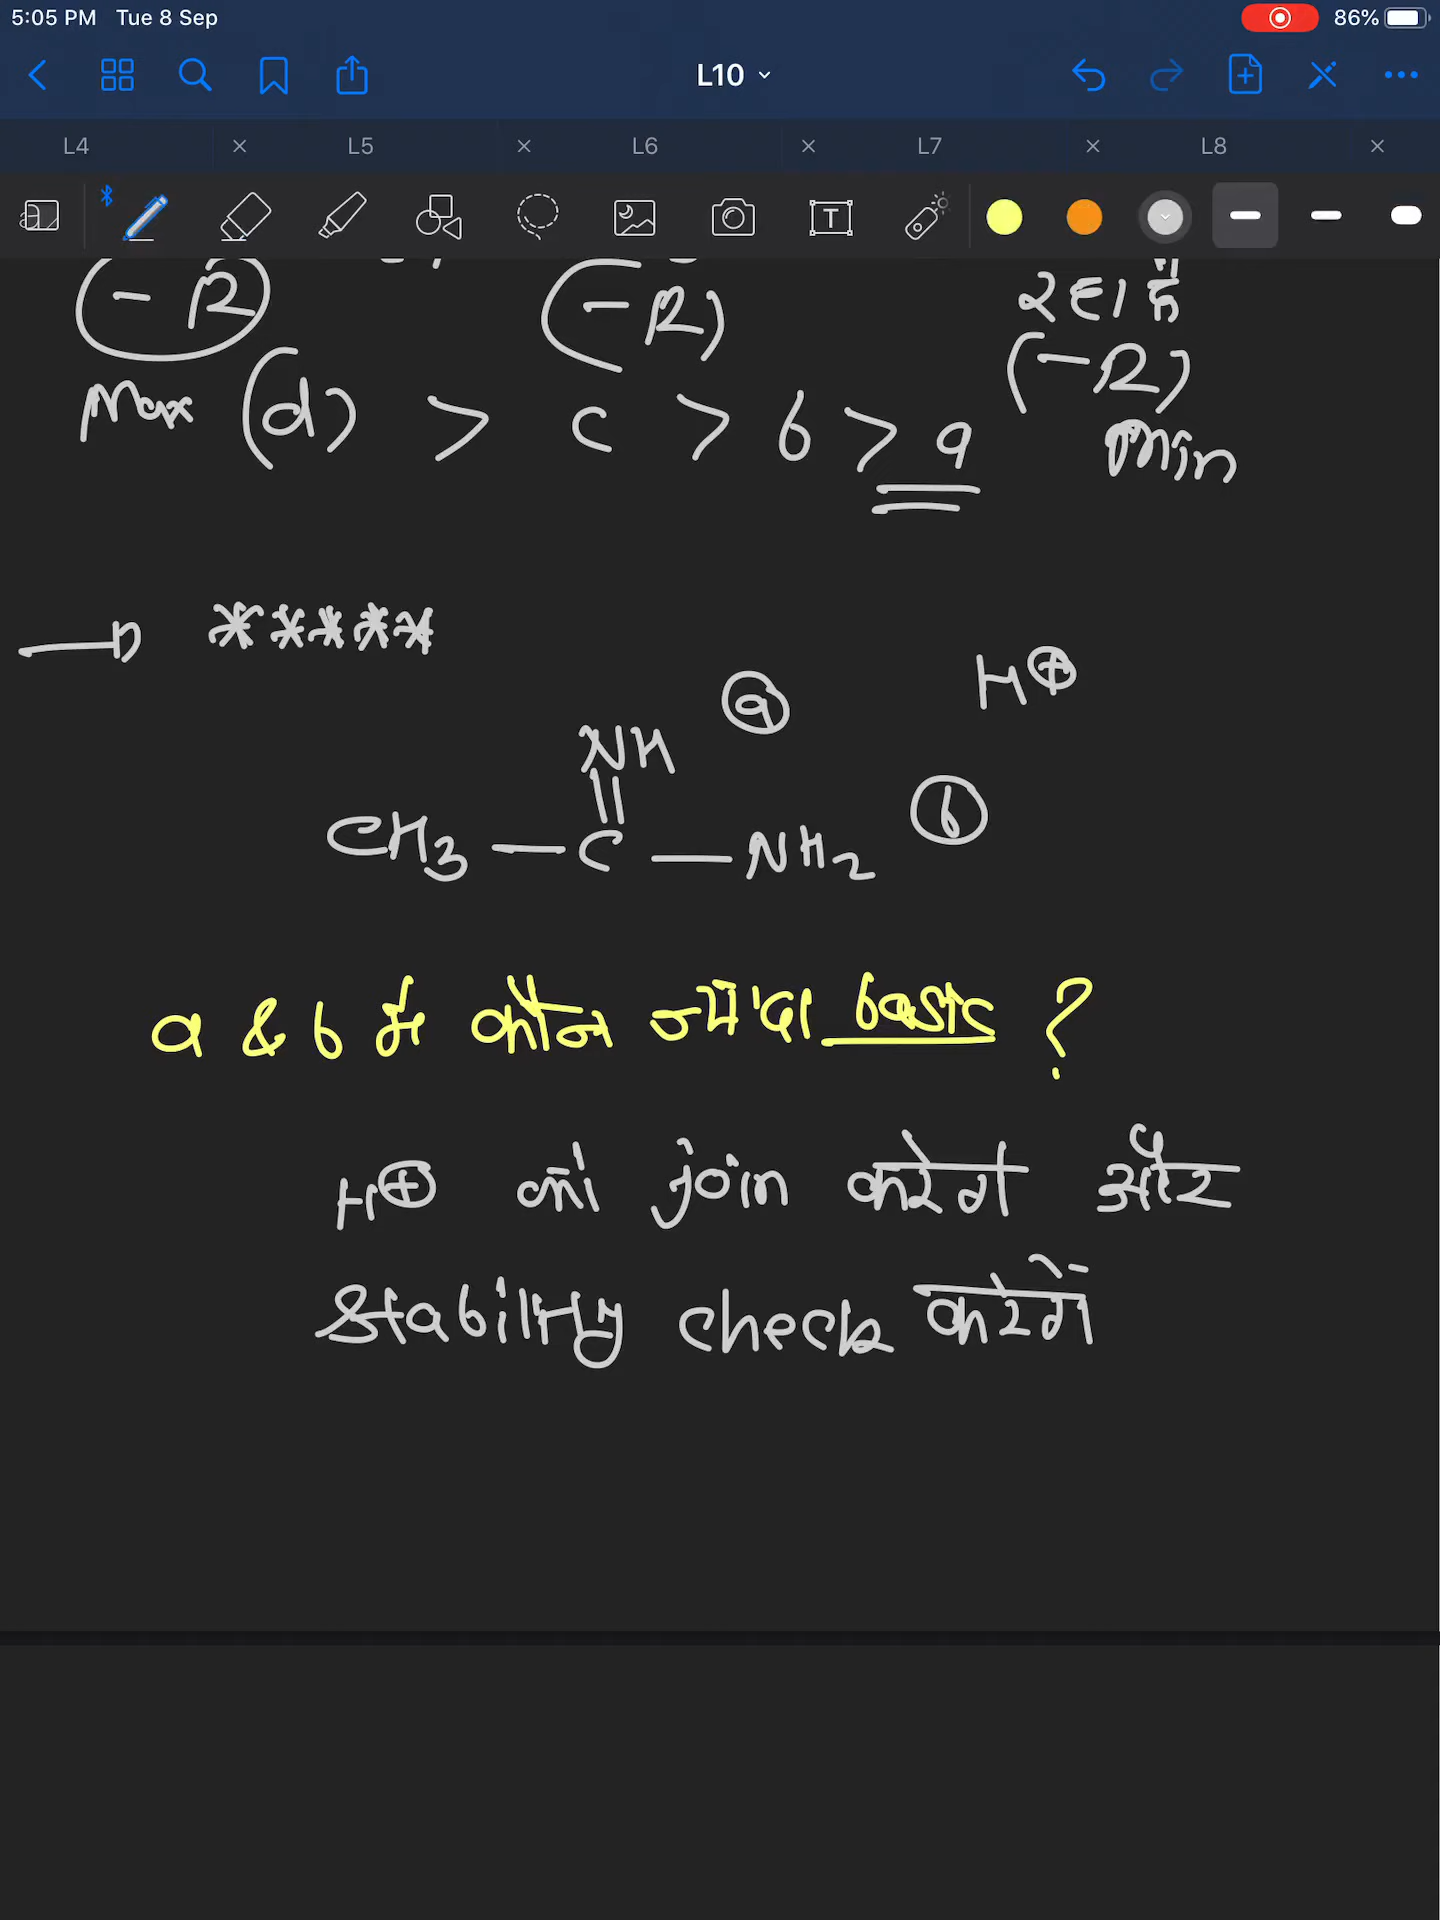 5:05 PM Tue 8 Sep 86%
L10
L4 L5 L6 L7 L8
T
(-R) (-R) रहा है
(-R)
Max (d) > c > b > a Min
*****
H⊕
NH (a)
||
CH3 — C — NH2 (b)
a & b में कौन ज्यादा basic ?
H⊕ को join करेगें और
Stability check करेगें